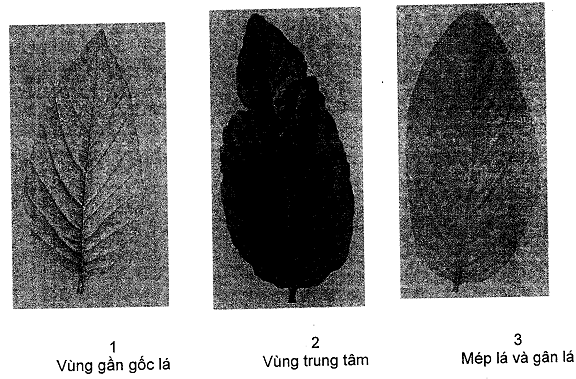 1
Vùng gần gốc lá
2
Vùng trung tâm
3
Mép lá và gân lá